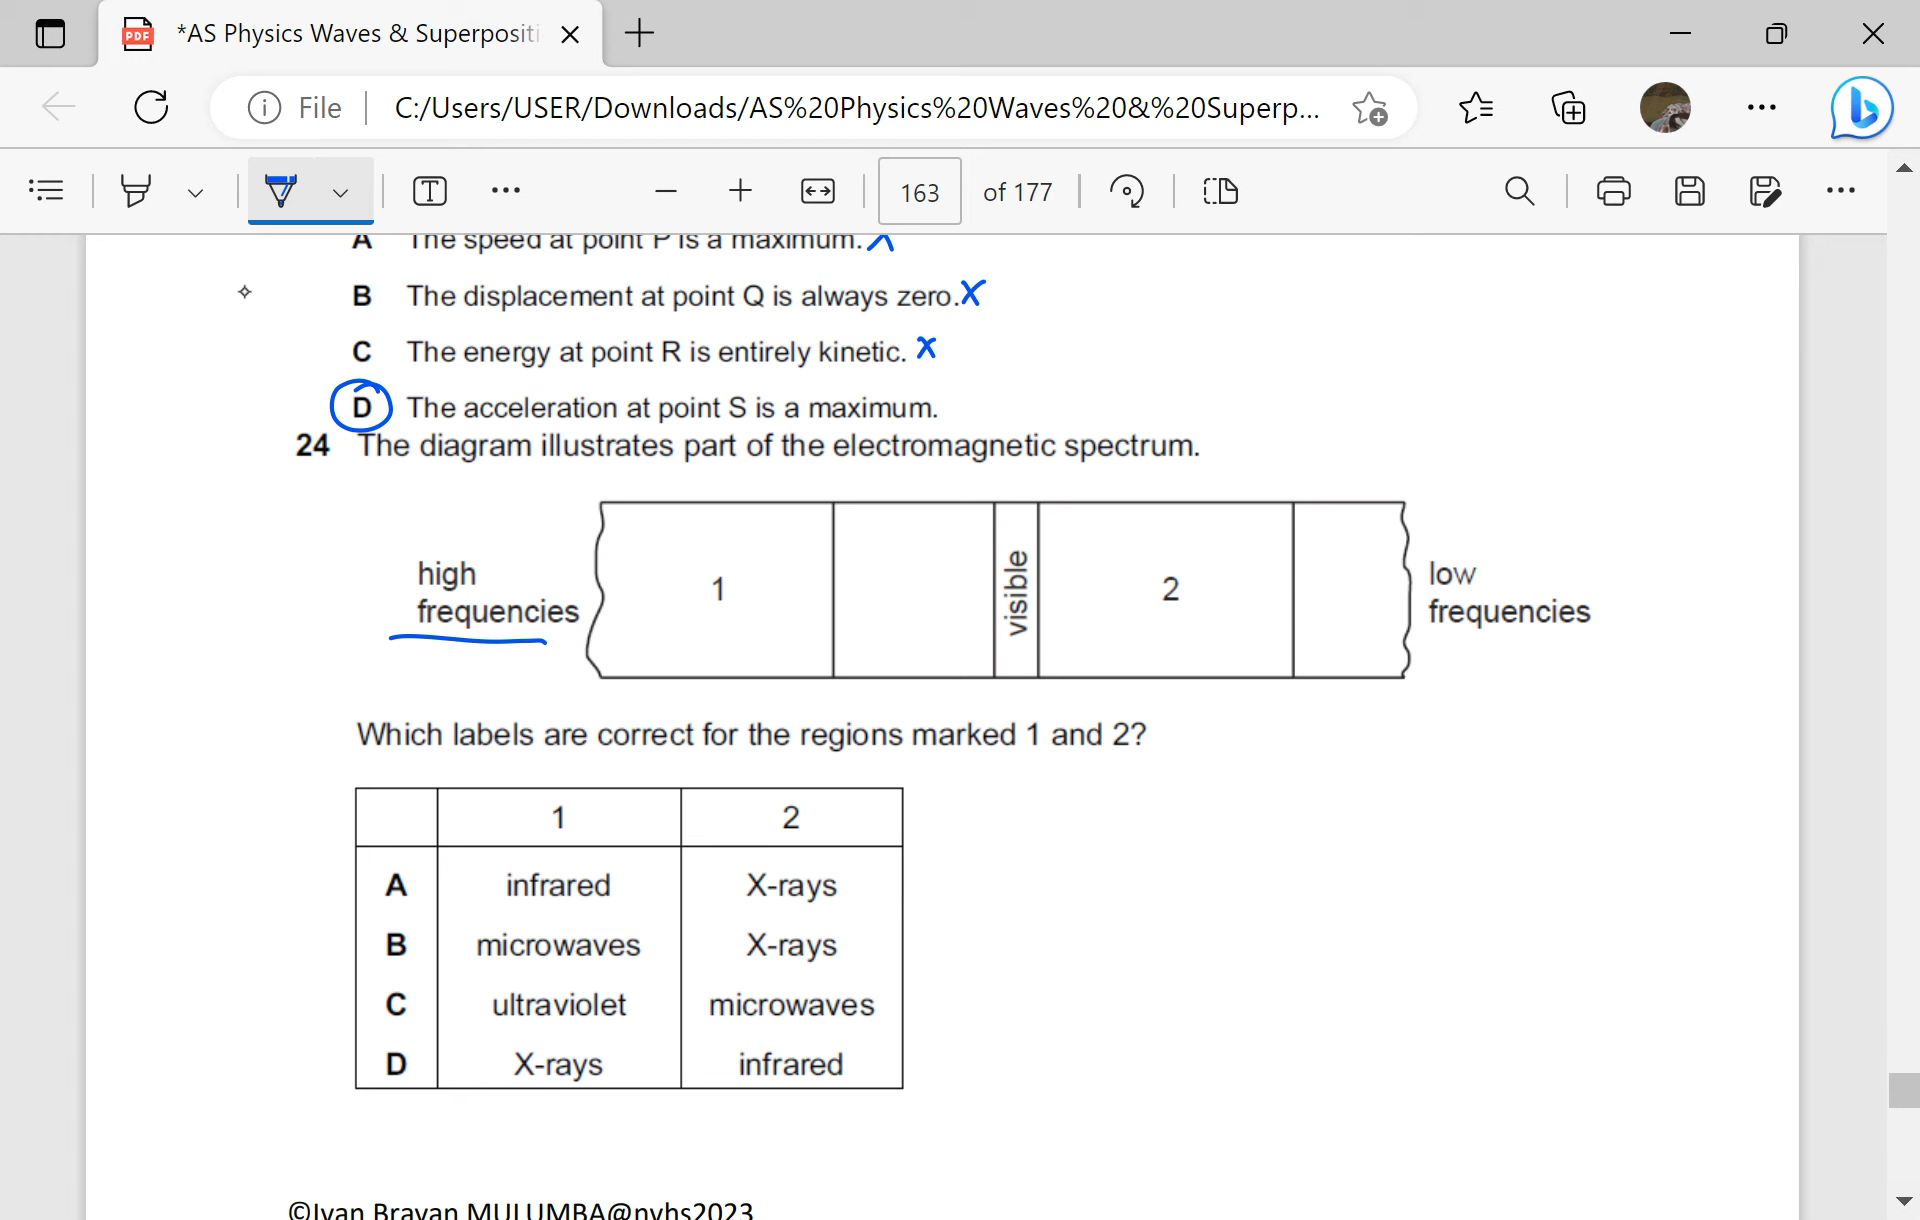 *AS Physics Waves & Superpositi
File
C:/Users/USER/Downloads/AS%20Physics%20Waves%20&%20Superp...
163 of 177
A The speed at point P is a maximum. X
B The displacement at point Q is always zero. X
C The energy at point R is entirely kinetic. X
D The acceleration at point S is a maximum.
24 The diagram illustrates part of the electromagnetic spectrum.
high frequencies
1
visible
2
low frequencies
Which labels are correct for the regions marked 1 and 2?
1 2
A infrared X-rays
B microwaves X-rays
C ultraviolet microwaves
D X-rays infrared
©Ivan Brayan MULUMBA@nyhs2023